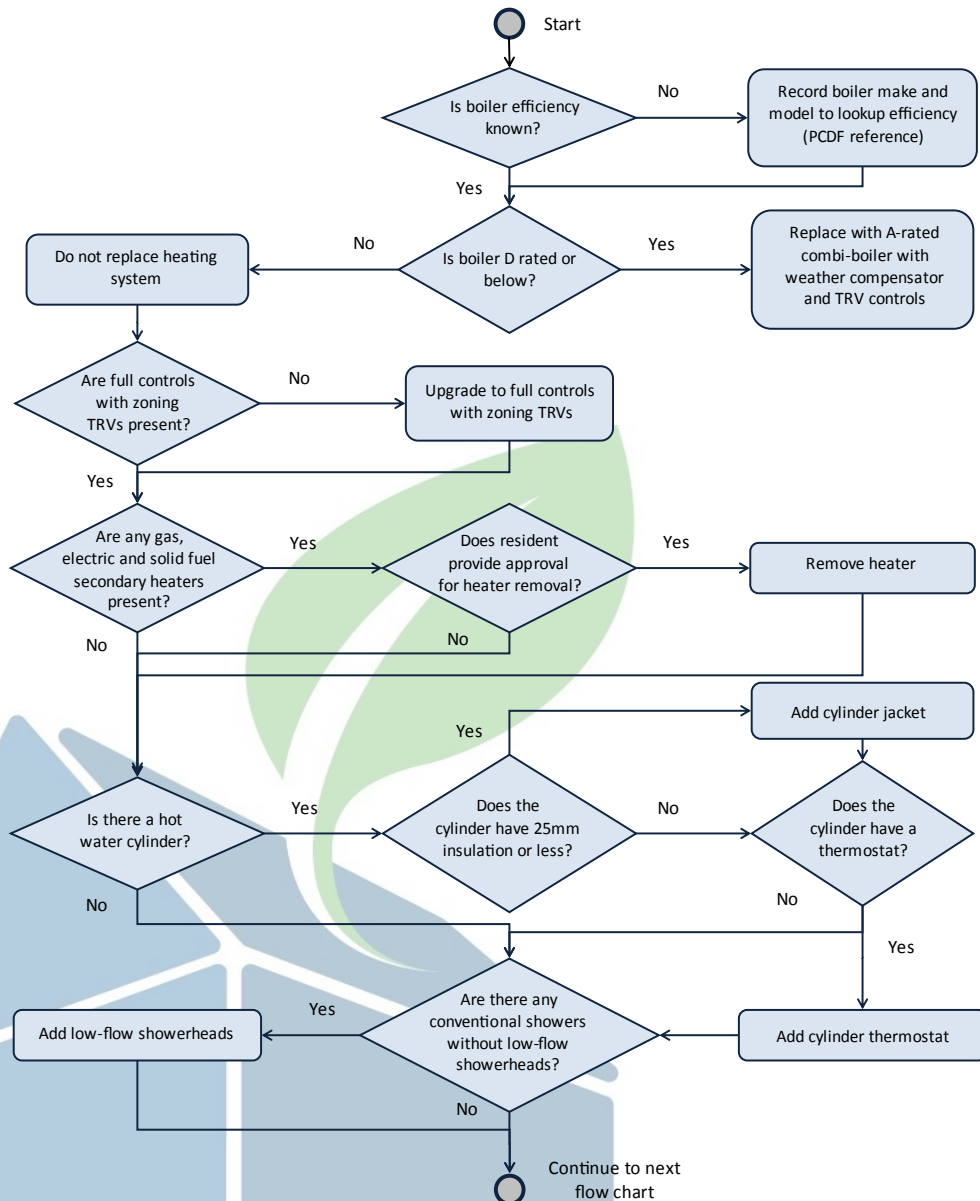 Start
Is boiler efficiency
known?
No
Record boiler make and
model to lookup efficiency
(PCDF reference)
Yes
Do not replace heating
system
No
Is boiler D rated or
below?
Yes
Replace with A-rated
combi-boiler with
weather compensator
and TRV controls
Are full controls
with zoning
TRVs present?
No
Upgrade to full controls
with zoning TRVs
Yes
Are any gas,
electric and solid fuel
secondary heaters
present?
Yes
Does resident
provide approval
for heater removal?
Yes
Remove heater
No
No
Yes
Add cylinder jacket
Is there a hot
water cylinder?
Yes
Does the
cylinder have 25mm
insulation or less?
No
Does the
cylinder have a
thermostat?
No
No
Yes
Add low-flow showerheads
Yes
Are there any
conventional showers
without low-flow
showerheads?
Add cylinder thermostat
No
Continue to next
flow chart